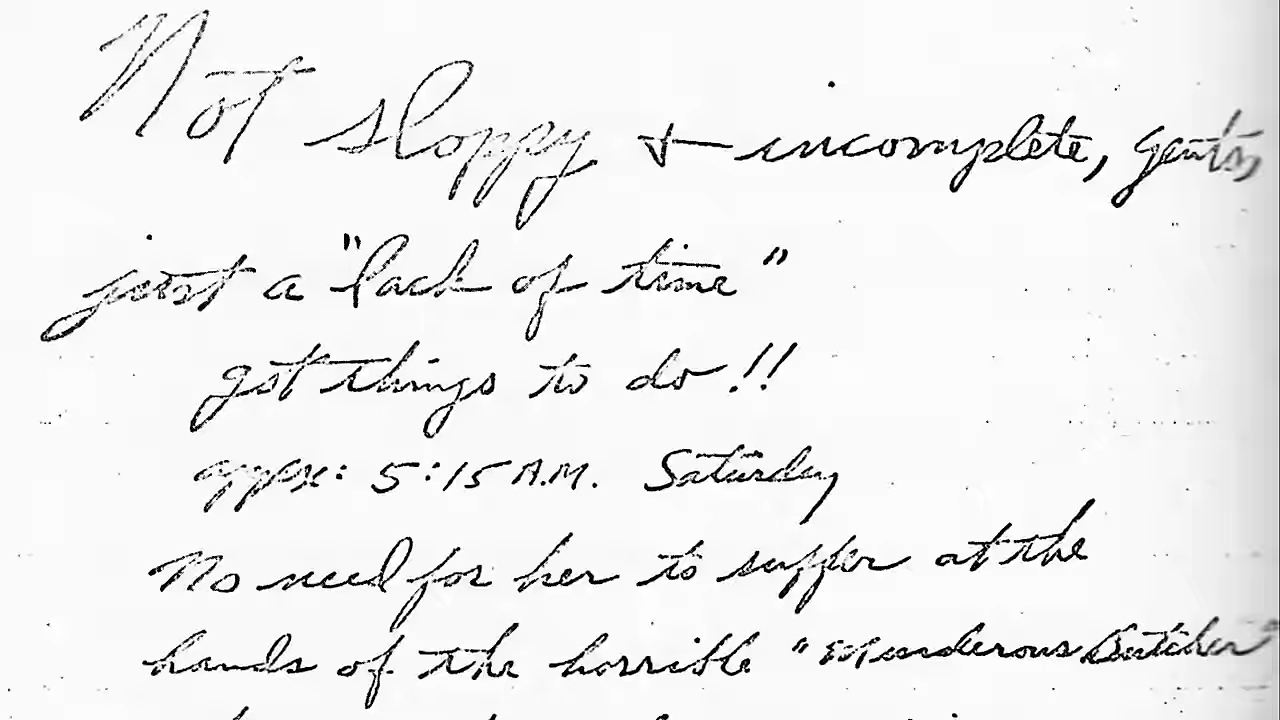 Not sloppy & incomplete, gents,
just a "lack of time"
got things to do!!
appx: 5:15 A.M. Saturday
No need for her to suffer at the
hands of the horrible "Murderous Butcher"